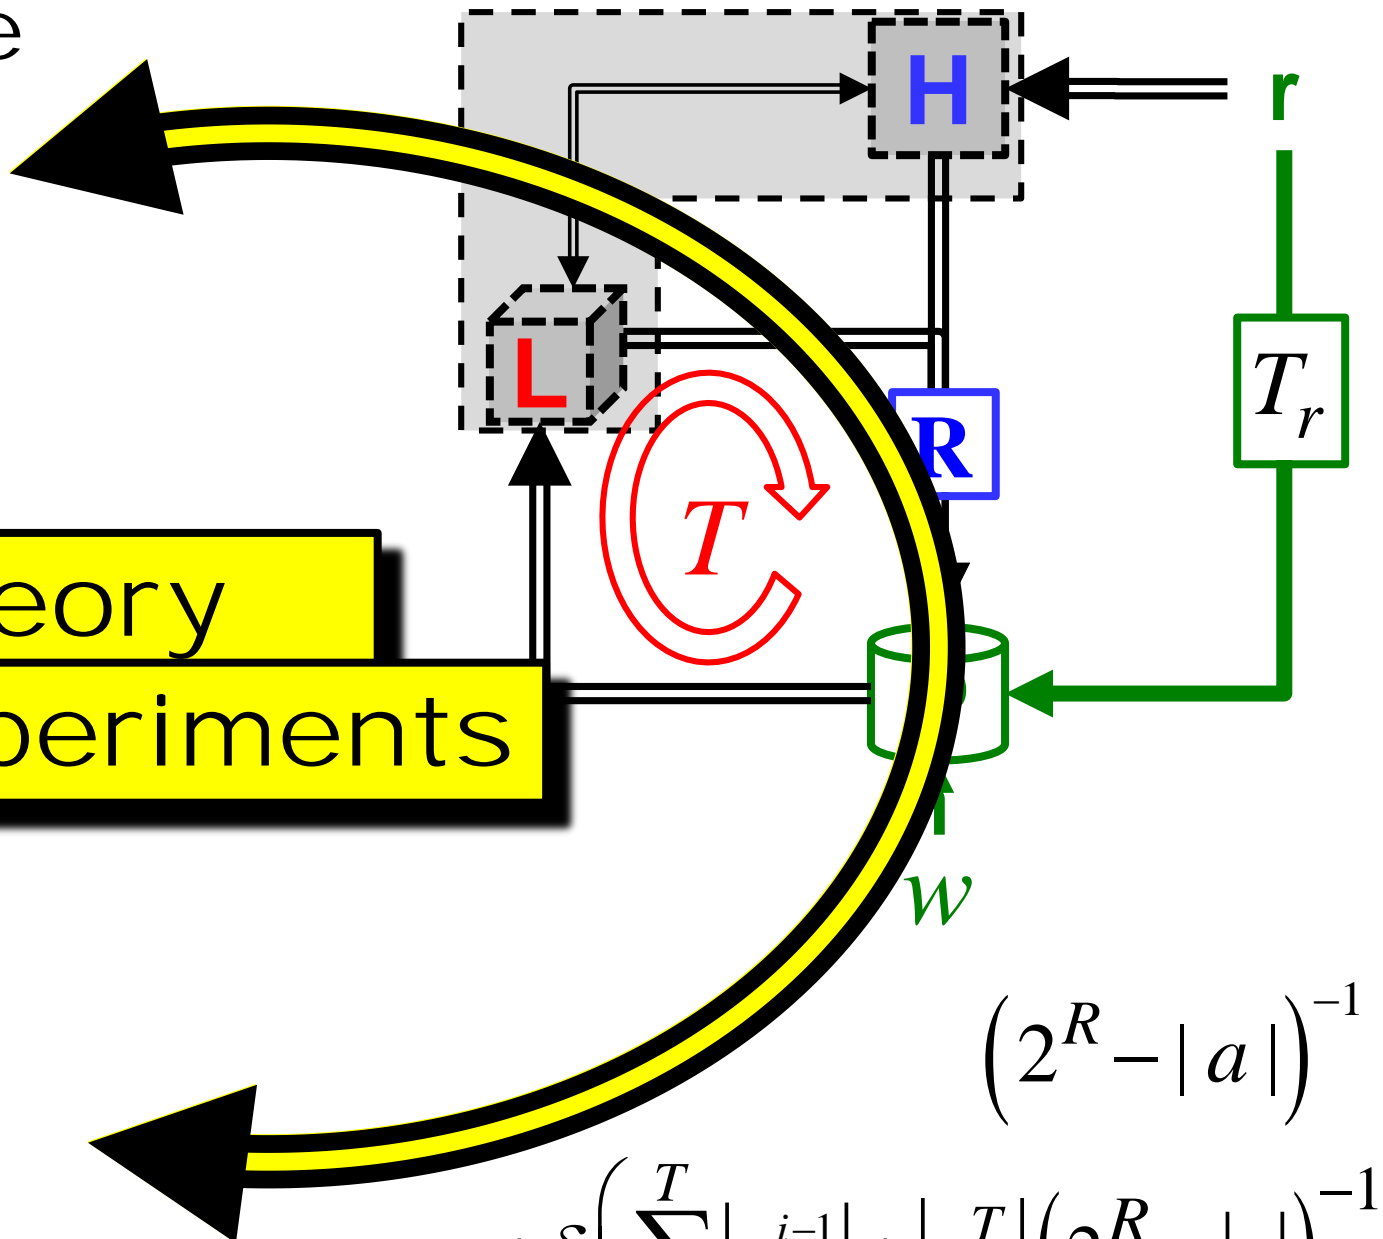 e
H
r
L
R
T_r
T
eory
periments
w
(2^R − | a |)^{−1}